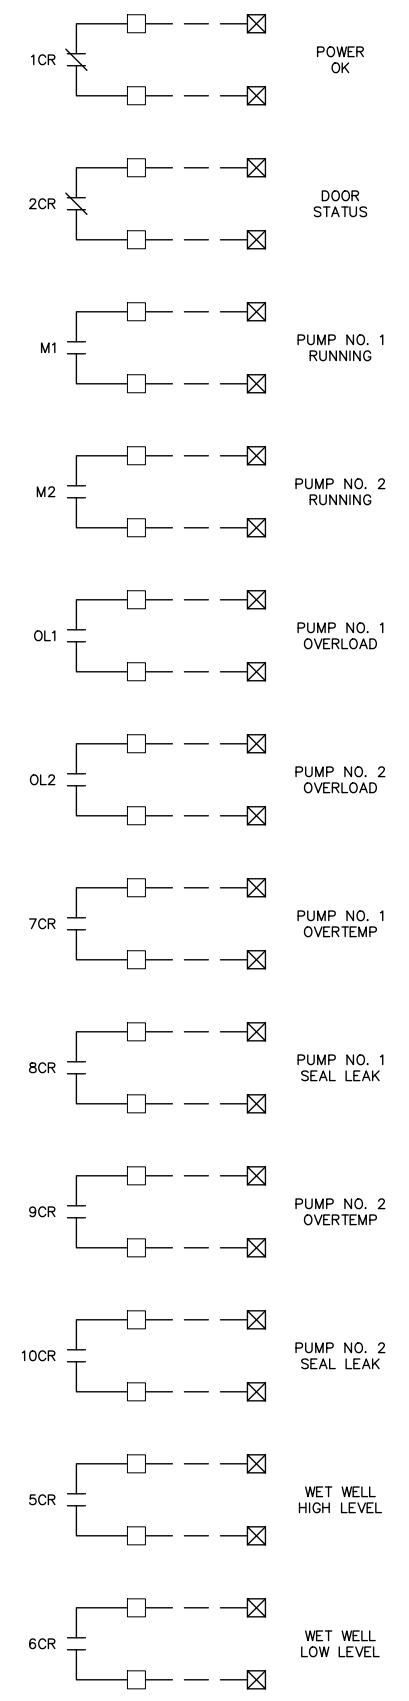 1CR
POWER
OK
2CR
DOOR
STATUS
M1
PUMP NO. 1
RUNNING
M2
PUMP NO. 2
RUNNING
OL1
PUMP NO. 1
OVERLOAD
OL2
PUMP NO. 2
OVERLOAD
7CR
PUMP NO. 1
OVERTEMP
8CR
PUMP NO. 1
SEAL LEAK
9CR
PUMP NO. 2
OVERTEMP
10CR
PUMP NO. 2
SEAL LEAK
5CR
WET WELL
HIGH LEVEL
6CR
WET WELL
LOW LEVEL